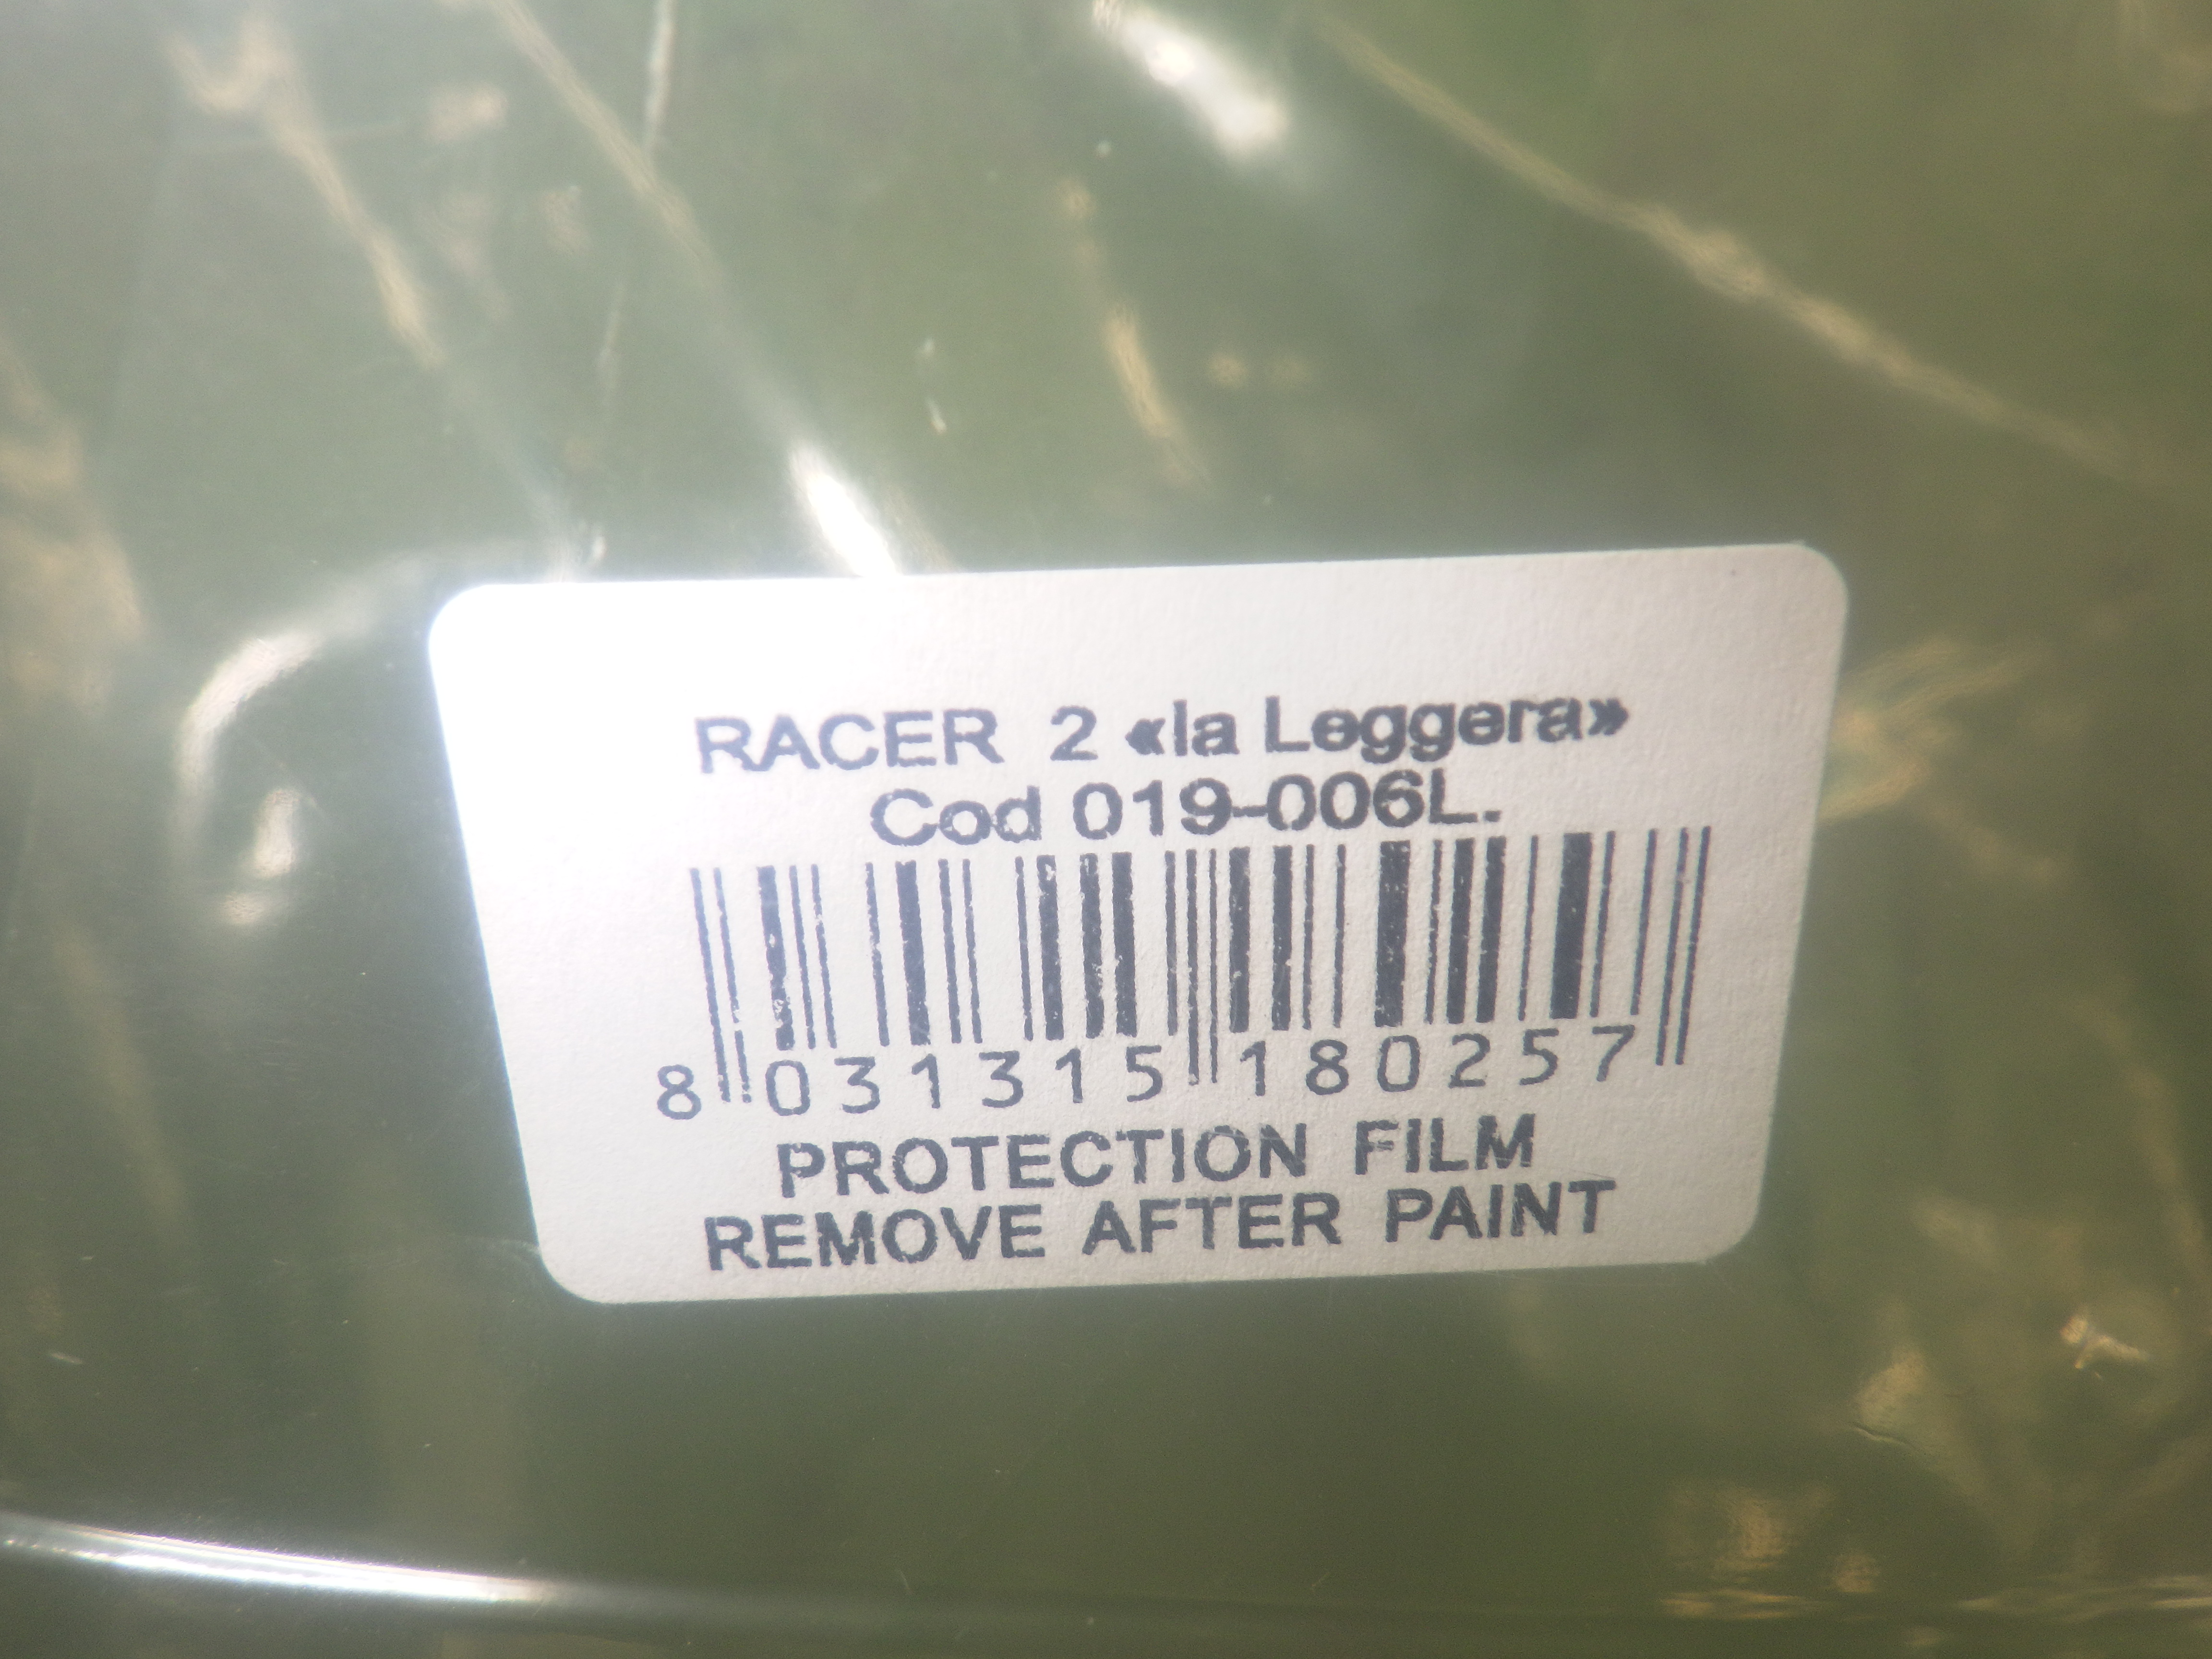 RACER 2 «la Leggera»
Cod 019-006L.
8 031315 180257
PROTECTION FILM
REMOVE AFTER PAINT